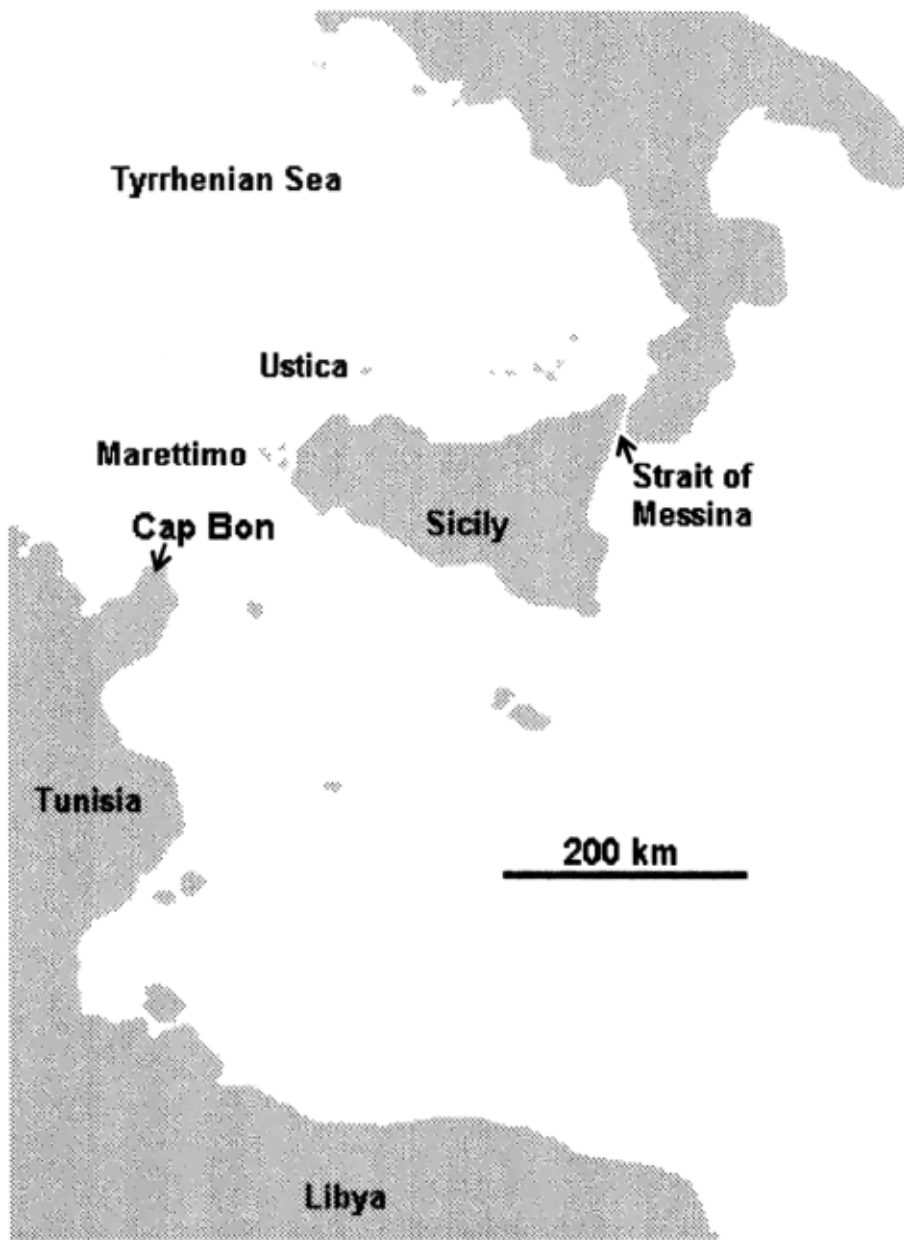 Tyrrhenian Sea
Ustica
Marettimo
Strait of
Messina
Sicily
Cap Bon
Tunisia
200 km
Libya